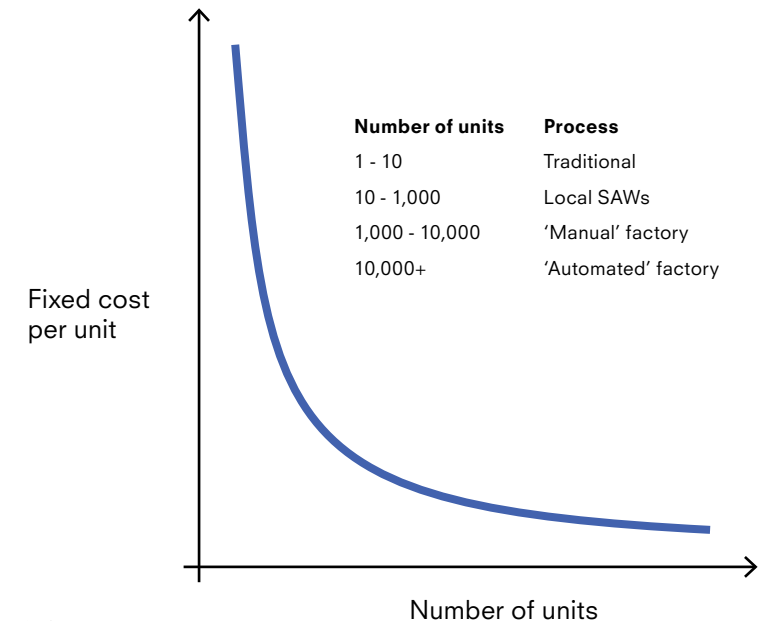 Number of units Process
1 - 10 Traditional
10 - 1,000 Local SAWs
1,000 - 10,000 ‘Manual’ factory
10,000+ ‘Automated’ factory
Fixed cost
per unit
Number of units